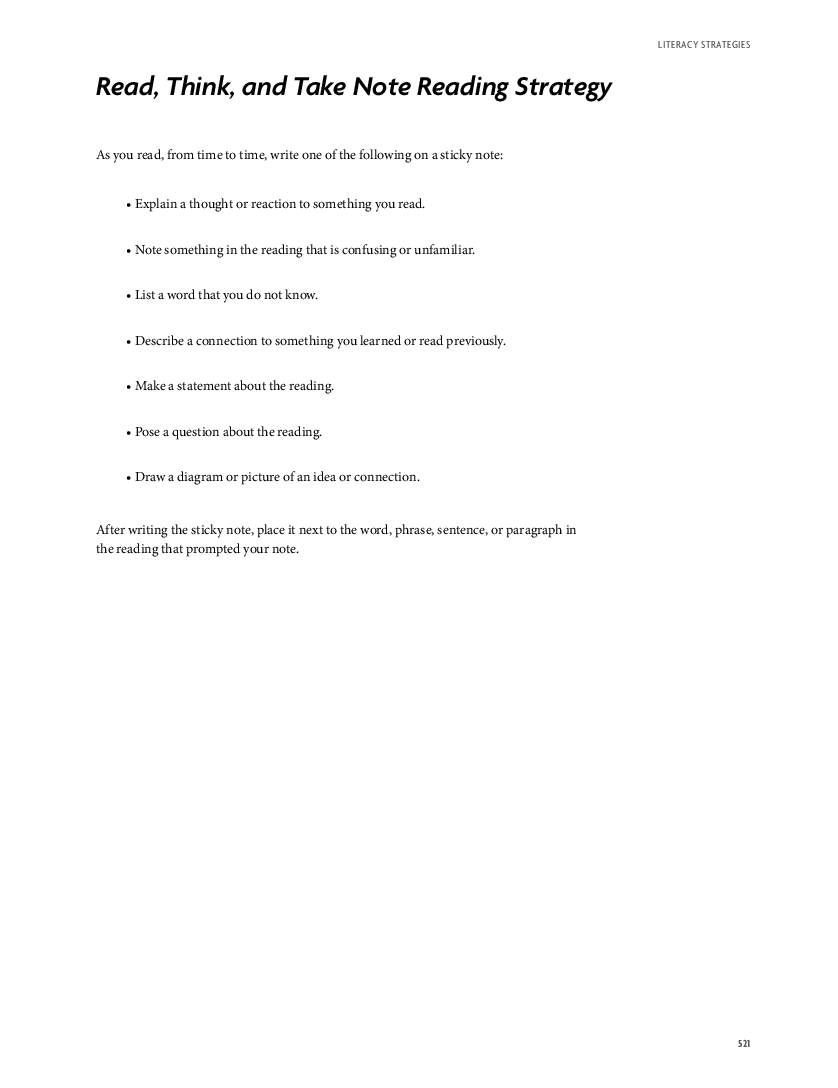 LITERACY STRATEGIES
Read, Think, and Take Note Reading Strategy
As you read, from time to time, write one of the following on a sticky note:
• Explain a thought or reaction to something you read.
• Note something in the reading that is confusing or unfamiliar.
• List a word that you do not know.
• Describe a connection to something you learned or read previously.
• Make a statement about the reading.
• Pose a question about the reading.
• Draw a diagram or picture of an idea or connection.
After writing the sticky note, place it next to the word, phrase, sentence, or paragraph in
the reading that prompted your note.
521